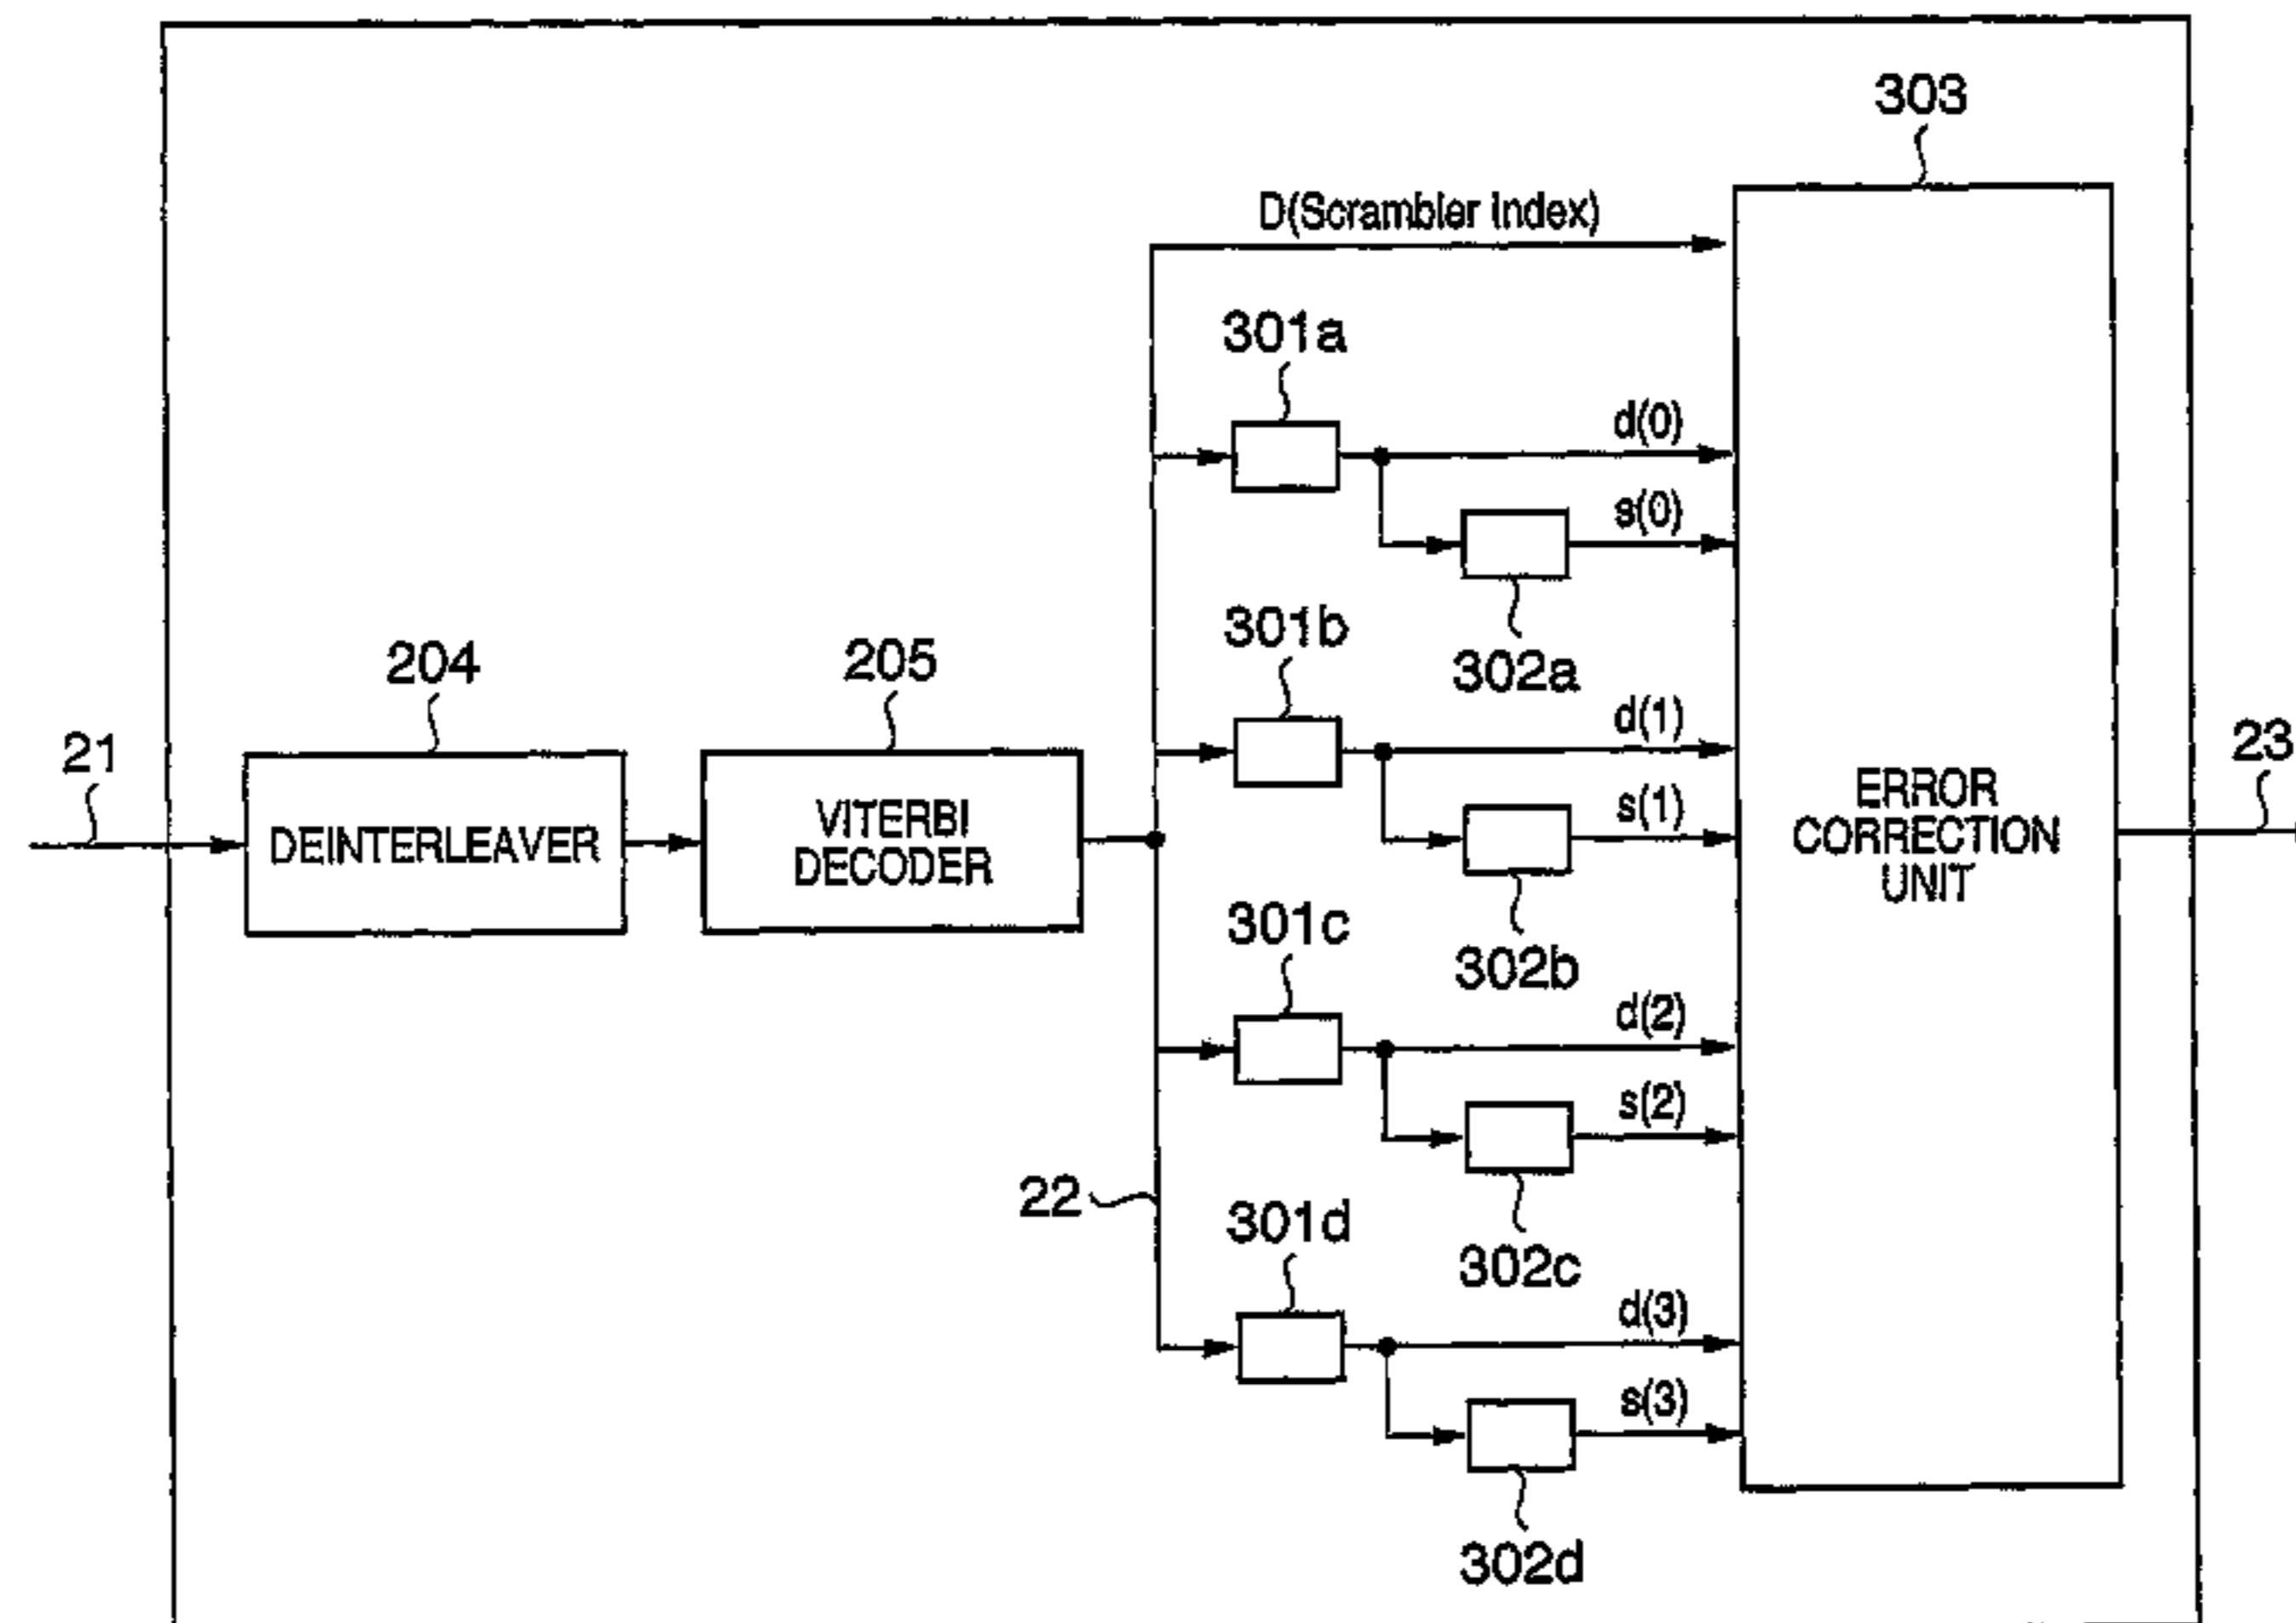 303
D(Scrambler index)
301a
d(0)
s(0)
302a
301b
d(1)
s(1)
302b
204
205
21
DEINTERLEAVER
VITERBI
DECODER
ERROR
CORRECTION
UNIT
23
301c
d(2)
s(2)
302c
22
301d
d(3)
s(3)
302d